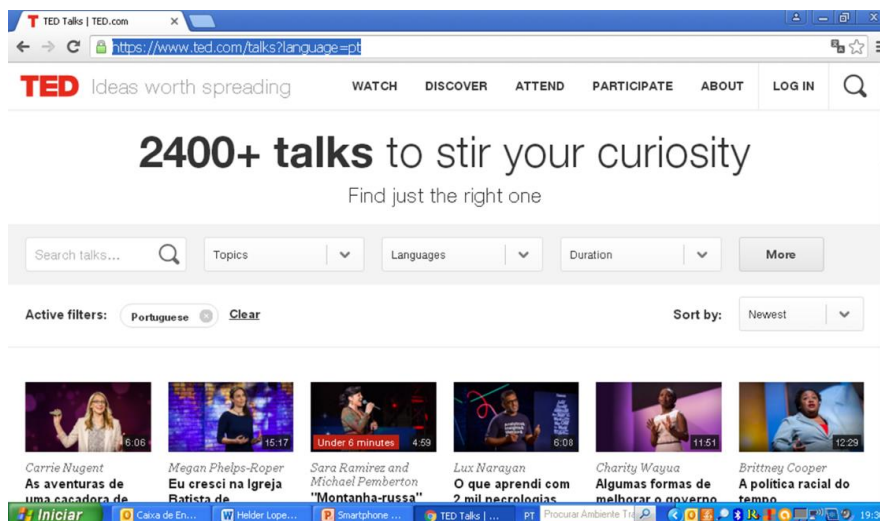 TED Talks | TED.com
https://www.ted.com/talks?language=pt
TED Ideas worth spreading WATCH DISCOVER ATTEND PARTICIPATE ABOUT LOG IN
2400+ talks to stir your curiosity
Find just the right one
Search talks... Topics Languages Duration More
Active filters: Portuguese Clear Sort by: Newest
6:06 15:17 Under 6 minutes 4:59 6:08 11:51 12:29
Carrie Nugent
As aventuras de
uma caçadora de
Megan Phelps-Roper
Eu cresci na Igreja
Batista de
Sara Ramirez and
Michael Pemberton
"Montanha-russa"
Lux Narayan
O que aprendi com
2 mil necrologias
Charity Wayua
Algumas formas de
melhorar o governo
Brittney Cooper
A política racial do
tempo
Iniciar Caixa de En... Helder Lope... Smartphone ... TED Talks | ... PT Procurar Ambiente Tra 19:3